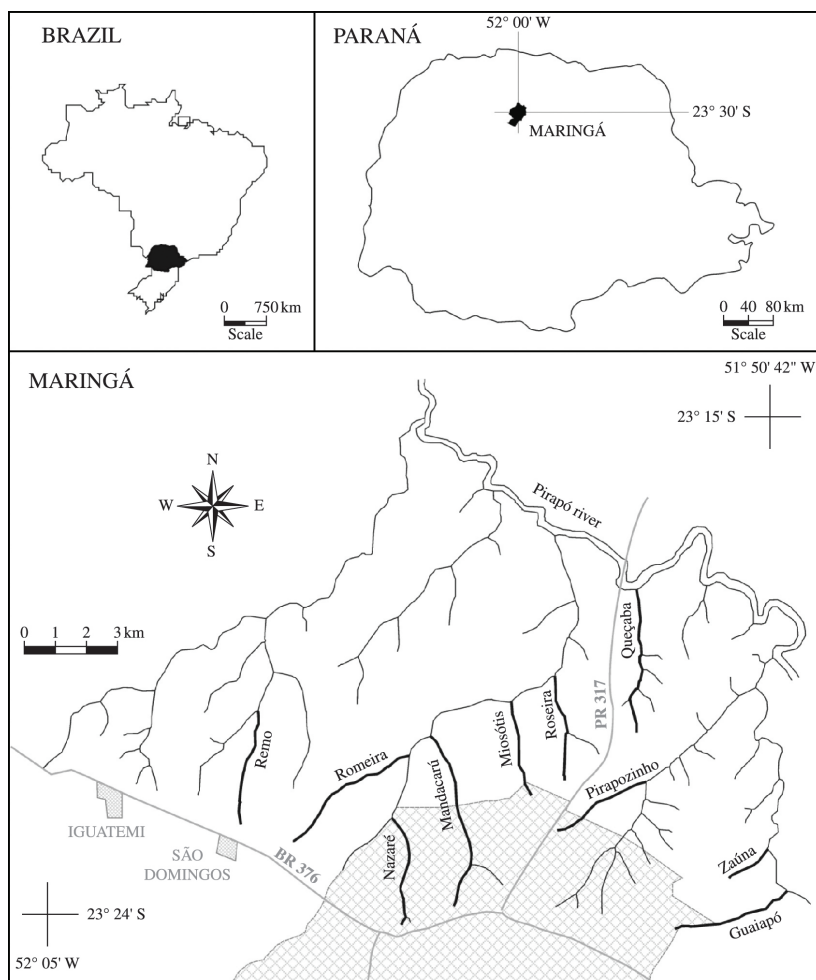 BRAZIL
0 750 km
Scale
PARANÁ
52° 00' W
23° 30' S
MARINGÁ
0 40 80 km
Scale
MARINGÁ
51° 50' 42" W
23° 15' S
N
W E
S
Pirapó river
0 1 2 3 km
Queçaba
PR 317
Remo
Romeira
Mandacarú
Miosótis
Roseira
Pirapozinho
IGUATEMI
SÃO
DOMINGOS
BR 376
Nazaré
Zaúna
Guaiapó
23° 24' S
52° 05' W